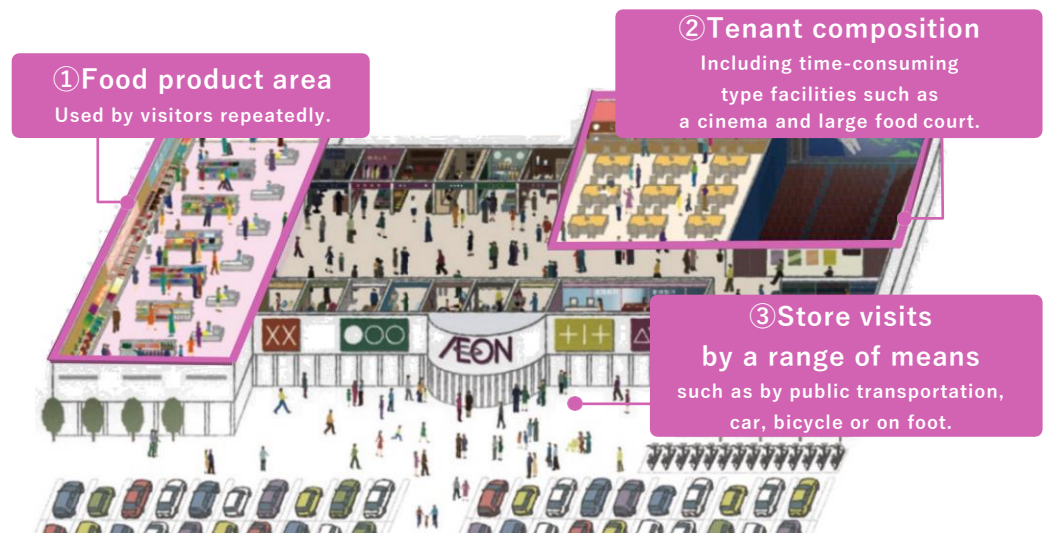 ①Food product area
Used by visitors repeatedly.
②Tenant composition
Including time-consuming
type facilities such as
a cinema and large food court.
XX
ÆON
③Store visits
by a range of means
such as by public transportation,
car, bicycle or on foot.